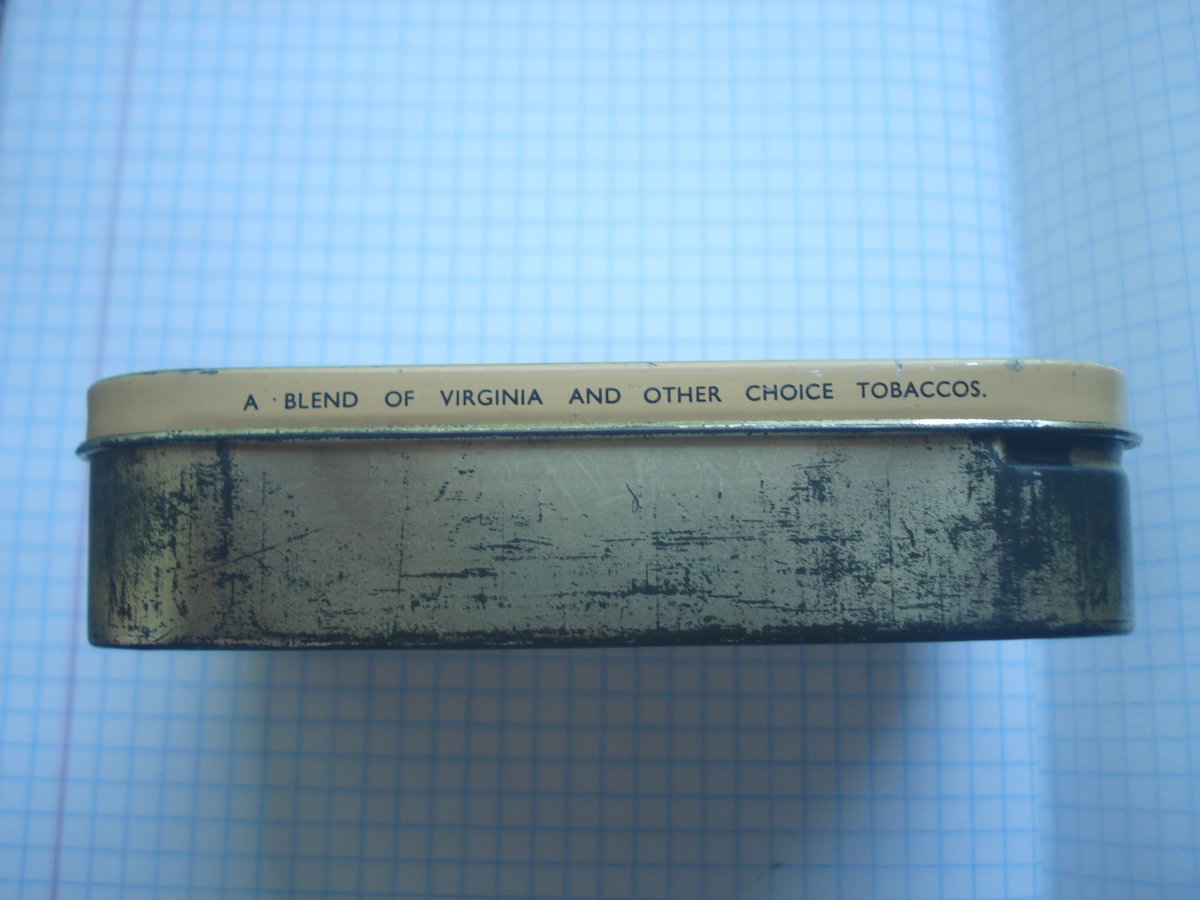 A BLEND OF VIRGINIA AND OTHER CHOICE TOBACCOS.